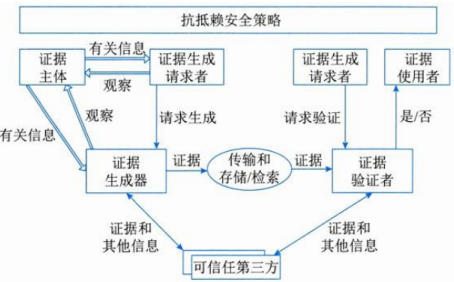 抗抵赖安全策略
证据
主体
有关信息
观察
证据生成
请求者
证据生成
请求者
证据
使用者
有关信息
观察
请求生成
请求验证
是/否
证据
生成器
证据
传输和
存储/检索
证据
证据
验证者
证据和
其他信息
证据和
其他信息
可信任第三方